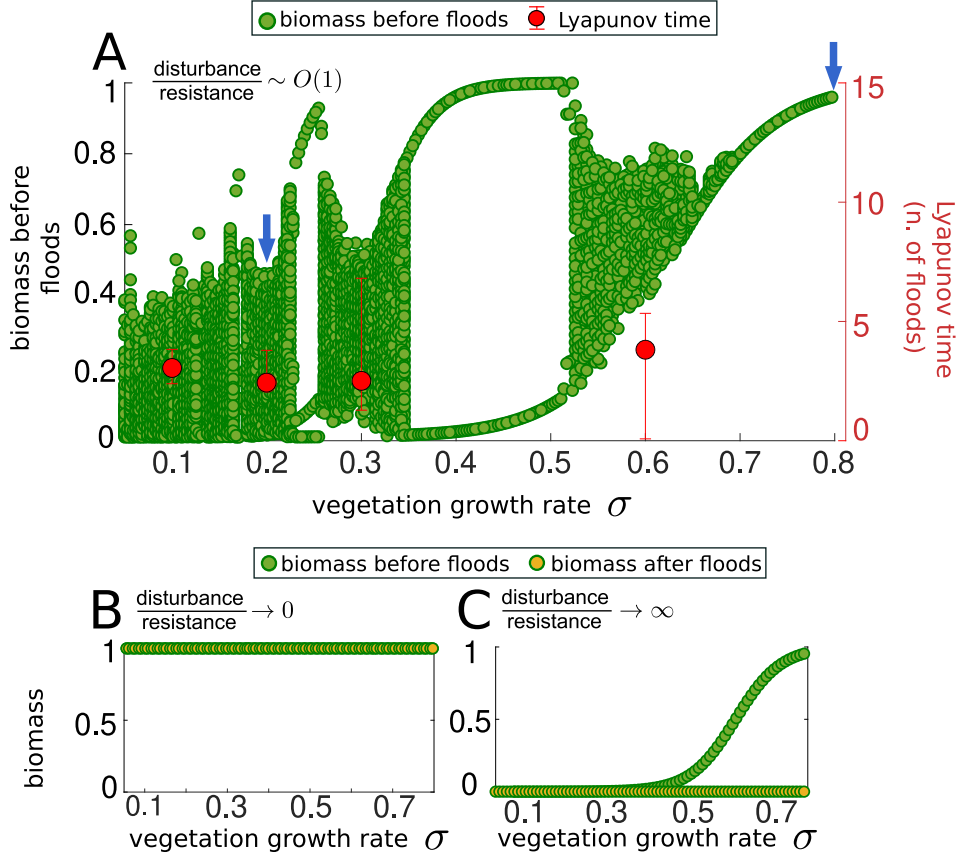 biomass before floods Lyapunov time
A
disturbance
resistance
~ O(1)
1
0.8
0.6
0.4
0.2
0
biomass before
floods
15
10
5
0
Lyapunov time
(n. of floods)
0.1 0.2 0.3 0.4 0.5 0.6 0.7 0.8
vegetation growth rate σ
biomass before floods biomass after floods
B
disturbance
resistance
→ 0
1
0.5
0
biomass
0.1 0.3 0.5 0.7
vegetation growth rate σ
C
disturbance
resistance
→ ∞
1
0.5
0
0.1 0.3 0.5 0.7
vegetation growth rate σ